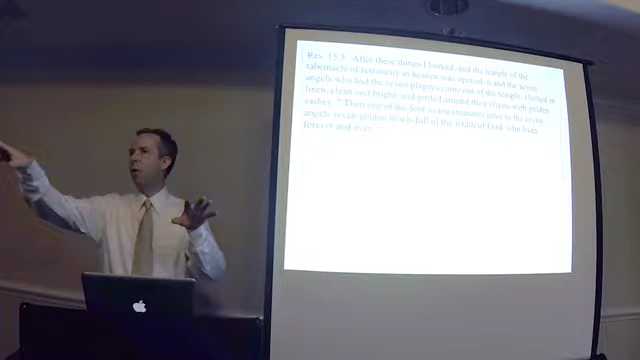 Rev. 15:5 After these things I looked, and the temple of the
tabernacle of testimony in heaven was opened, 6 and the seven
angels who had the seven plagues came out of the temple, clothed in
linen, clean and bright, and girded around their chests with golden
sashes. 7 Then one of the four living creatures gave to the seven
angels seven golden bowls full of the wrath of God, who lives
forever and ever.